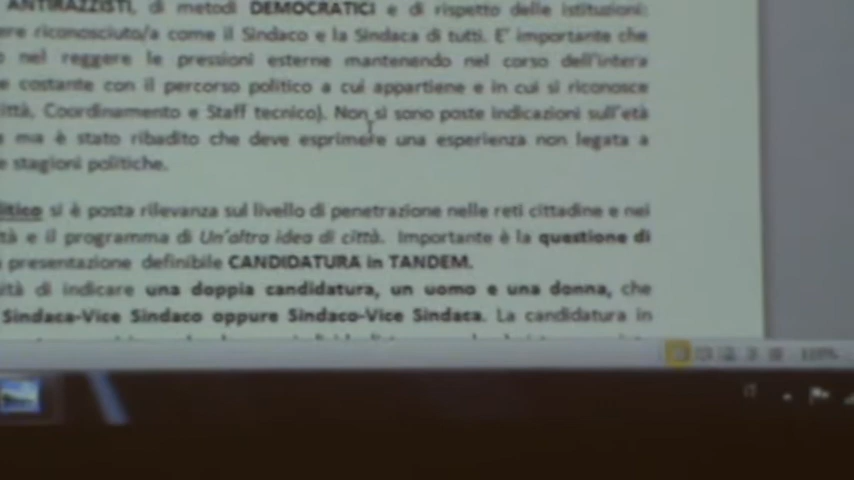 ANTIRAZZISTI, di metodi DEMOCRATICI e di rispetto delle istituzioni:
ere riconosciuto/a come il Sindaco e la Sindaca di tutti. E' importante che
o nel reggere le pressioni esterne mantenendo nel corso dell'intera
e costante con il percorso politico a cui appartiene e in cui si riconosce
ittà, Coordinamento e Staff tecnico). Non si sono poste indicazioni sull'età
a ma è stato ribadito che deve esprimere una esperienza non legata a
e stagioni politiche.
itico si è posta rilevanza sul livello di penetrazione nelle reti cittadine e nei
tà e il programma di Un'altra idea di città. Importante è la questione di
a presentazione definibile CANDIDATURA in TANDEM.
ità di indicare una doppia candidatura, un uomo e una donna, che
Sindaca-Vice Sindaco oppure Sindaco-Vice Sindaca. La candidatura in
IT